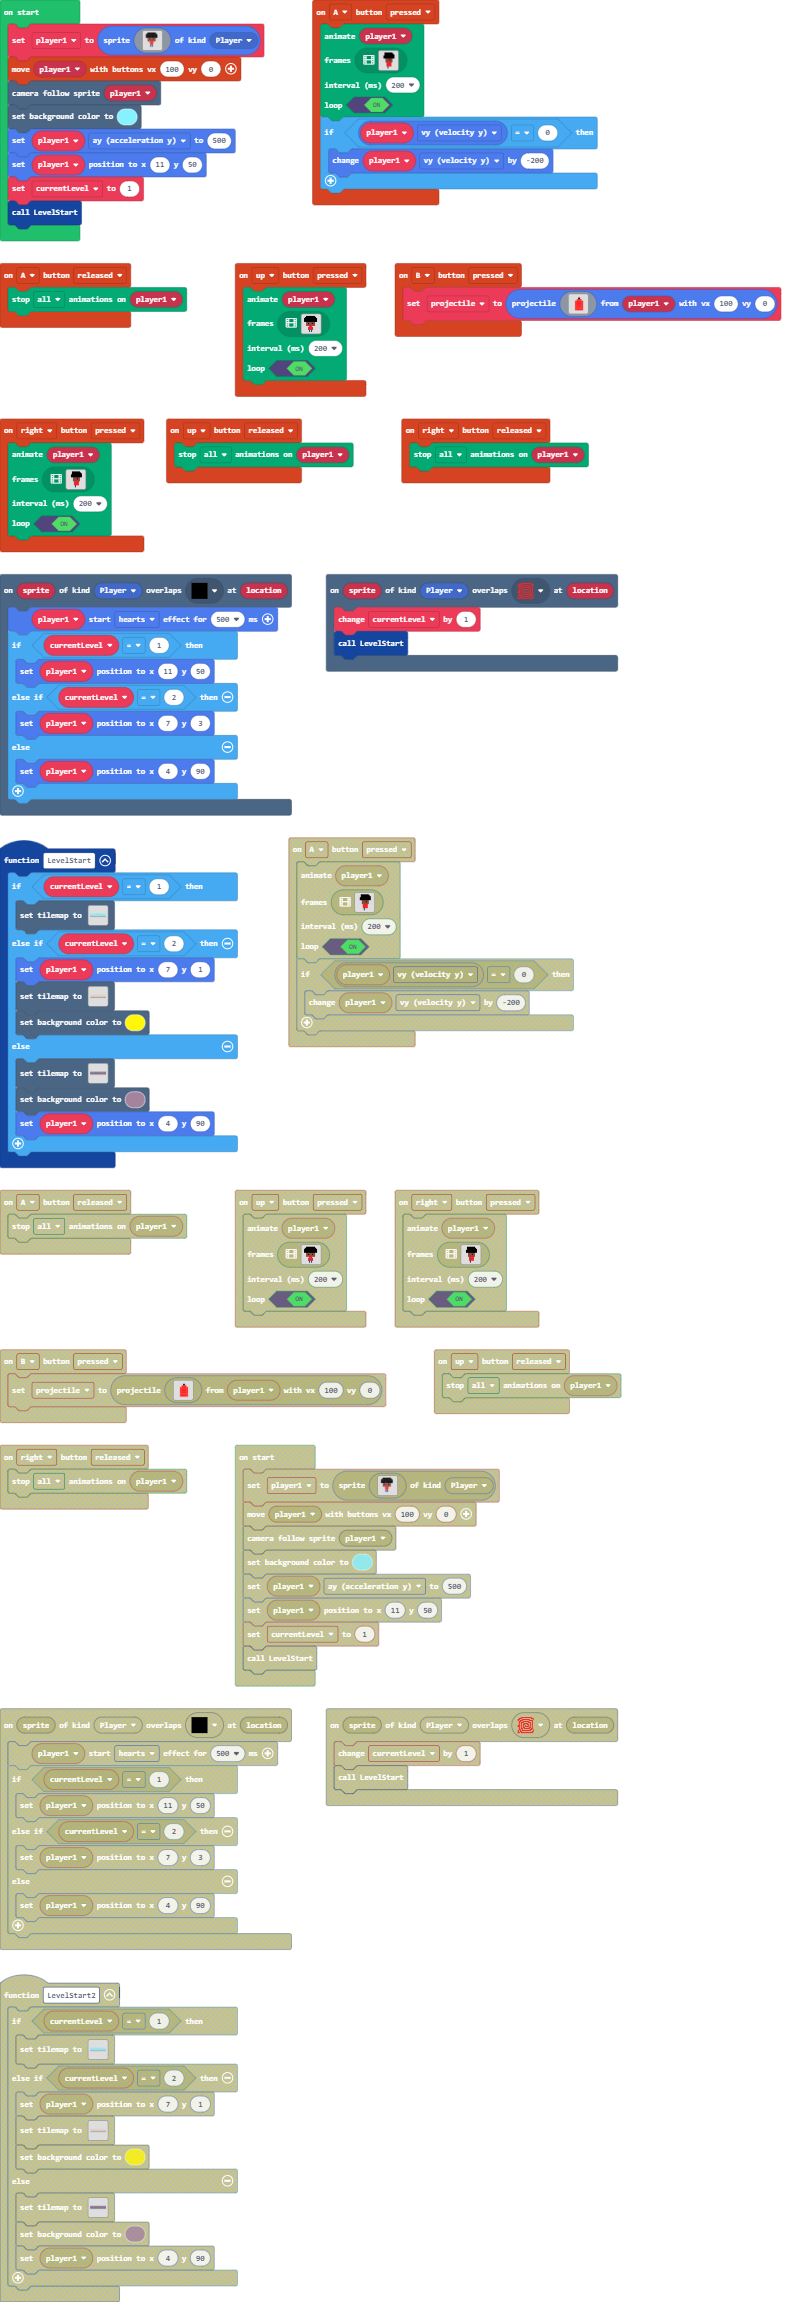 on start
set player1 to sprite of kind Player
move player1 with buttons vx 100 vy 0
camera follow sprite player1
set background color to
set player1 ay (acceleration y) to 500
set player1 position to x 11 y 50
set currentLevel to 1
call LevelStart
on A button pressed
animate player1
frames
interval (ms) 200
loop ON
if player1 vy (velocity y) = 0 then
change player1 vy (velocity y) by -200
on A button released
stop all animations on player1
on up button pressed
animate player1
frames
interval (ms) 200
loop ON
on B button pressed
set projectile to projectile from player1 with vx 100 vy 0
on right button pressed
animate player1
frames
interval (ms) 200
loop ON
on up button released
stop all animations on player1
on right button released
stop all animations on player1
on sprite of kind Player overlaps at location
player1 start hearts effect for 500 ms
if currentLevel = 1 then
set player1 position to x 11 y 50
else if currentLevel = 2 then
set player1 position to x 7 y 3
else
set player1 position to x 4 y 90
on sprite of kind Player overlaps at location
change currentLevel by 1
call LevelStart
function LevelStart
if currentLevel = 1 then
set tilemap to
else if currentLevel = 2 then
set player1 position to x 7 y 1
set tilemap to
set background color to
else
set tilemap to
set background color to
set player1 position to x 4 y 90
on A button pressed
animate player1
frames
interval (ms) 200
loop ON
if player1 vy (velocity y) = 0 then
change player1 vy (velocity y) by -200
on A button released
stop all animations on player1
on up button pressed
animate player1
frames
interval (ms) 200
loop ON
on right button pressed
animate player1
frames
interval (ms) 200
loop ON
on B button pressed
set projectile to projectile from player1 with vx 100 vy 0
on up button released
stop all animations on player1
on right button released
stop all animations on player1
on start
set player1 to sprite of kind Player
move player1 with buttons vx 100 vy 0
camera follow sprite player1
set background color to
set player1 ay (acceleration y) to 500
set player1 position to x 11 y 50
set currentLevel to 1
call LevelStart
on sprite of kind Player overlaps at location
player1 start hearts effect for 500 ms
if currentLevel = 1 then
set player1 position to x 11 y 50
else if currentLevel = 2 then
set player1 position to x 7 y 3
else
set player1 position to x 4 y 90
on sprite of kind Player overlaps at location
change currentLevel by 1
call LevelStart
function LevelStart2
if currentLevel = 1 then
set tilemap to
else if currentLevel = 2 then
set player1 position to x 7 y 1
set tilemap to
set background color to
else
set tilemap to
set background color to
set player1 position to x 4 y 90